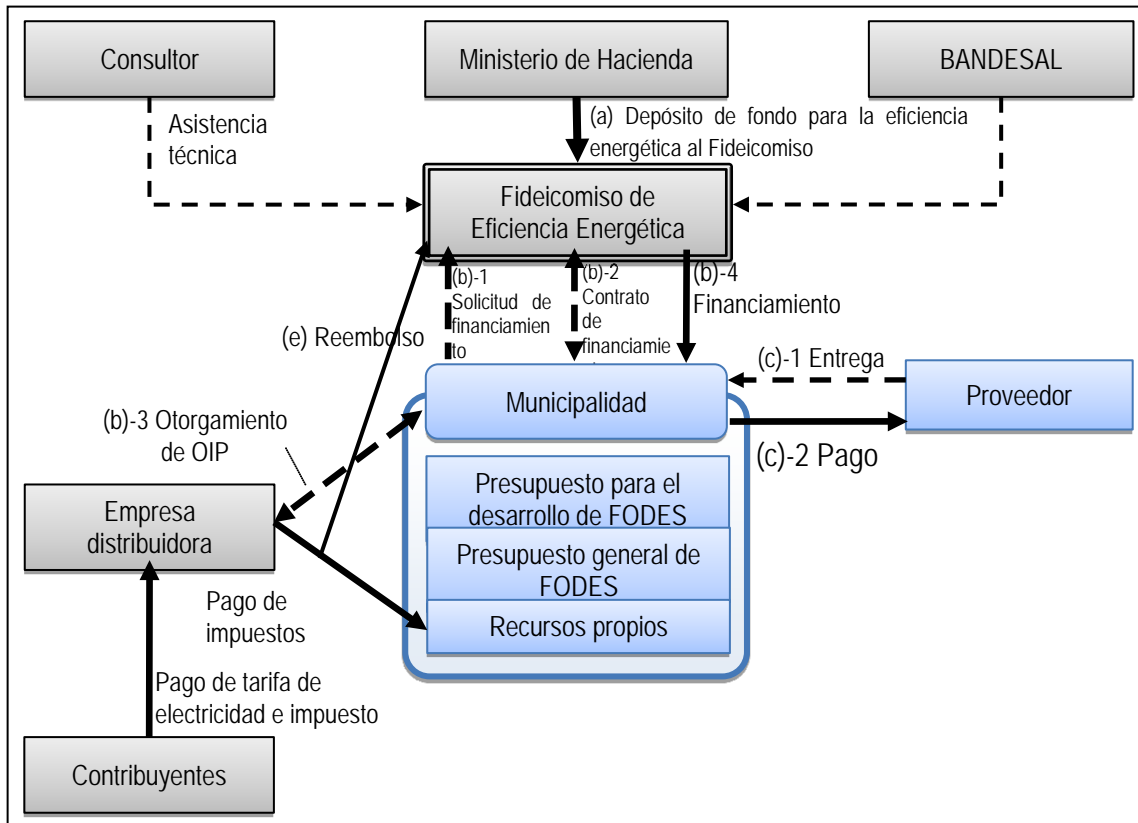 Consultor
Ministerio de Hacienda
BANDESAL
Asistencia
técnica
(a) Depósito de fondo para la eficiencia
energética al Fideicomiso
Fideicomiso de
Eficiencia Energética
(b)-1
Solicitud de
financiamien
to
(b)-2
Contrato
de
financiamie
(b)-4
Financiamiento
(e) Reembolso
(c)-1 Entrega
Municipalidad
Proveedor
(b)-3 Otorgamiento
de OIP
(c)-2 Pago
Presupuesto para el
desarrollo de FODES
Empresa
distribuidora
Presupuesto general de
FODES
Pago de
impuestos
Recursos propios
Pago de tarifa de
electricidad e impuesto
Contribuyentes